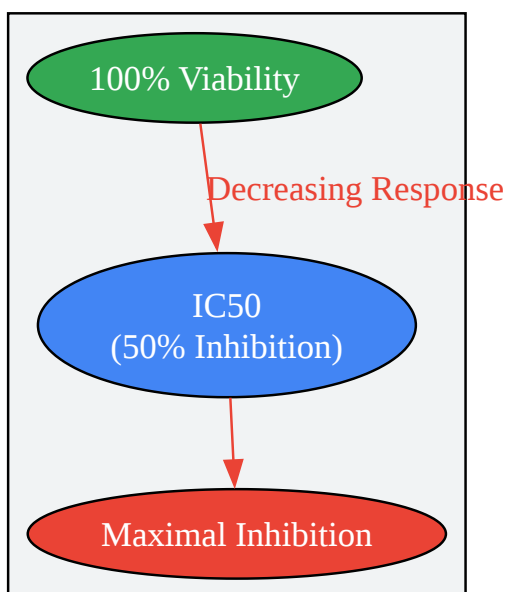 100% Viability
Decreasing Response
IC50
(50% Inhibition)
Maximal Inhibition